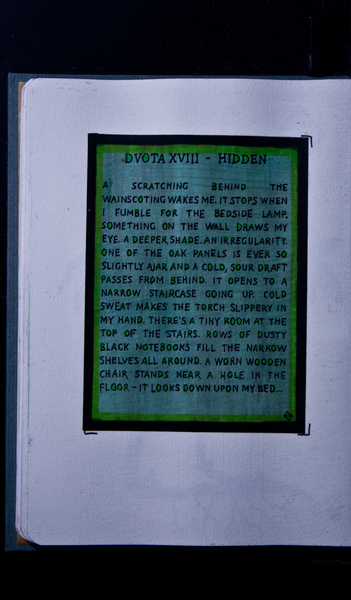 DVOTA XVIII - HIDDEN
A SCRATCHING BEHIND THE
WAINSCOTING WAKES ME. IT STOPS WHEN
I FUMBLE FOR THE BEDSIDE LAMP.
SOMETHING ON THE WALL DRAWS MY
EYE. A DEEPER SHADE. AN IRREGULARITY.
ONE OF THE OAK PANELS IS EVER SO
SLIGHTLY AJAR AND A COLD, SOUR DRAFT
PASSES FROM BEHIND. IT OPENS TO A
NARROW STAIRCASE GOING UP. COLD
SWEAT MAKES THE TORCH SLIPPERY IN
MY HAND. THERE'S A TINY ROOM AT THE
TOP OF THE STAIRS. ROWS OF DUSTY
BLACK NOTEBOOKS FILL THE NARROW
SHELVES ALL AROUND. A WORN WOODEN
CHAIR STANDS NEAR A HOLE IN THE
FLOOR - IT LOOKS DOWN UPON MY BED...